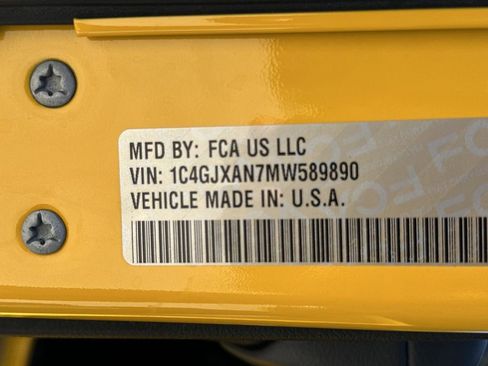 MFD BY: FCA US LLC
VIN: 1C4GJXAN7MW589890
VEHICLE MADE IN: U.S.A.